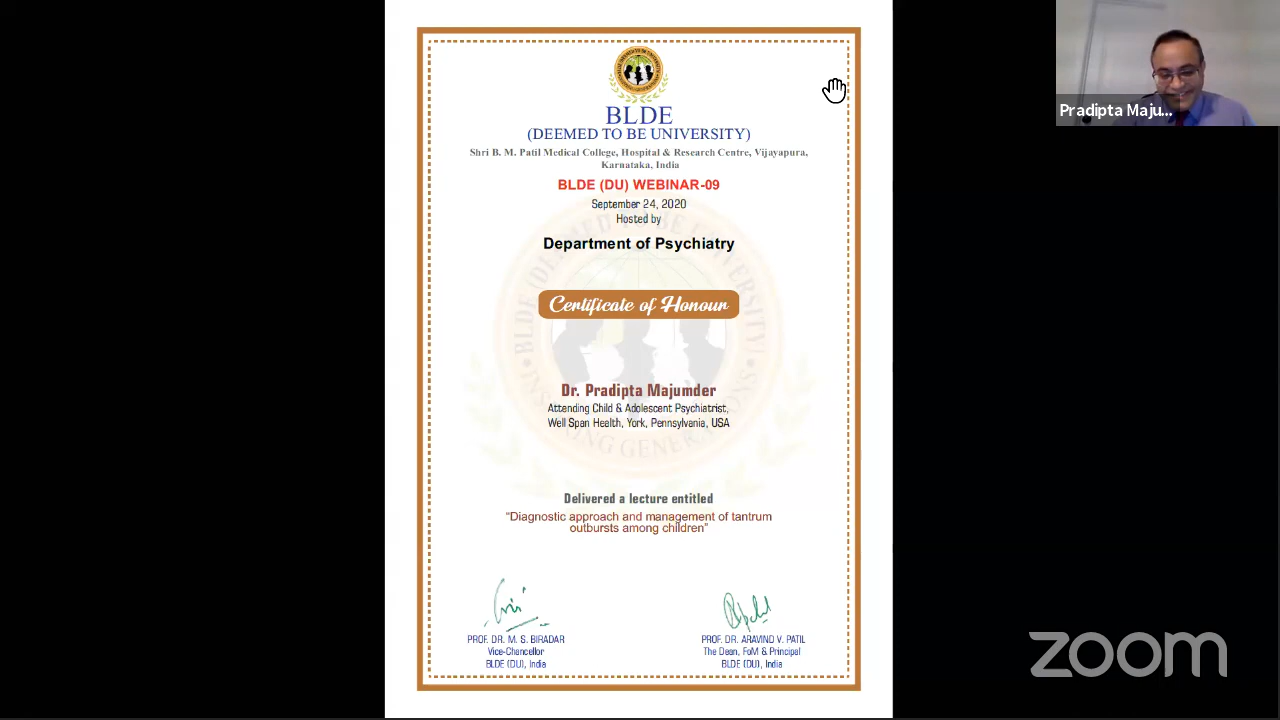 BLDE
(DEEMED TO BE UNIVERSITY)
Shri B. M. Patil Medical College, Hospital & Research Centre, Vijayapura,
Karnataka, India
BLDE (DU) WEBINAR-09
September 24, 2020
Hosted by
Department of Psychiatry
Certificate of Honour
Dr. Pradipta Majumder
Attending Child & Adolescent Psychiatrist,
Well Span Health, York, Pennsylvania, USA
Delivered a lecture entitled
"Diagnostic approach and management of tantrum
outbursts among children"
PROF. DR. M. S. BIRADAR
Vice-Chancellor
BLDE (DU), India
PROF. DR. ARAVIND V. PATIL
The Dean, FoM & Principal
BLDE (DU), India
Pradipta Maju...
zoom